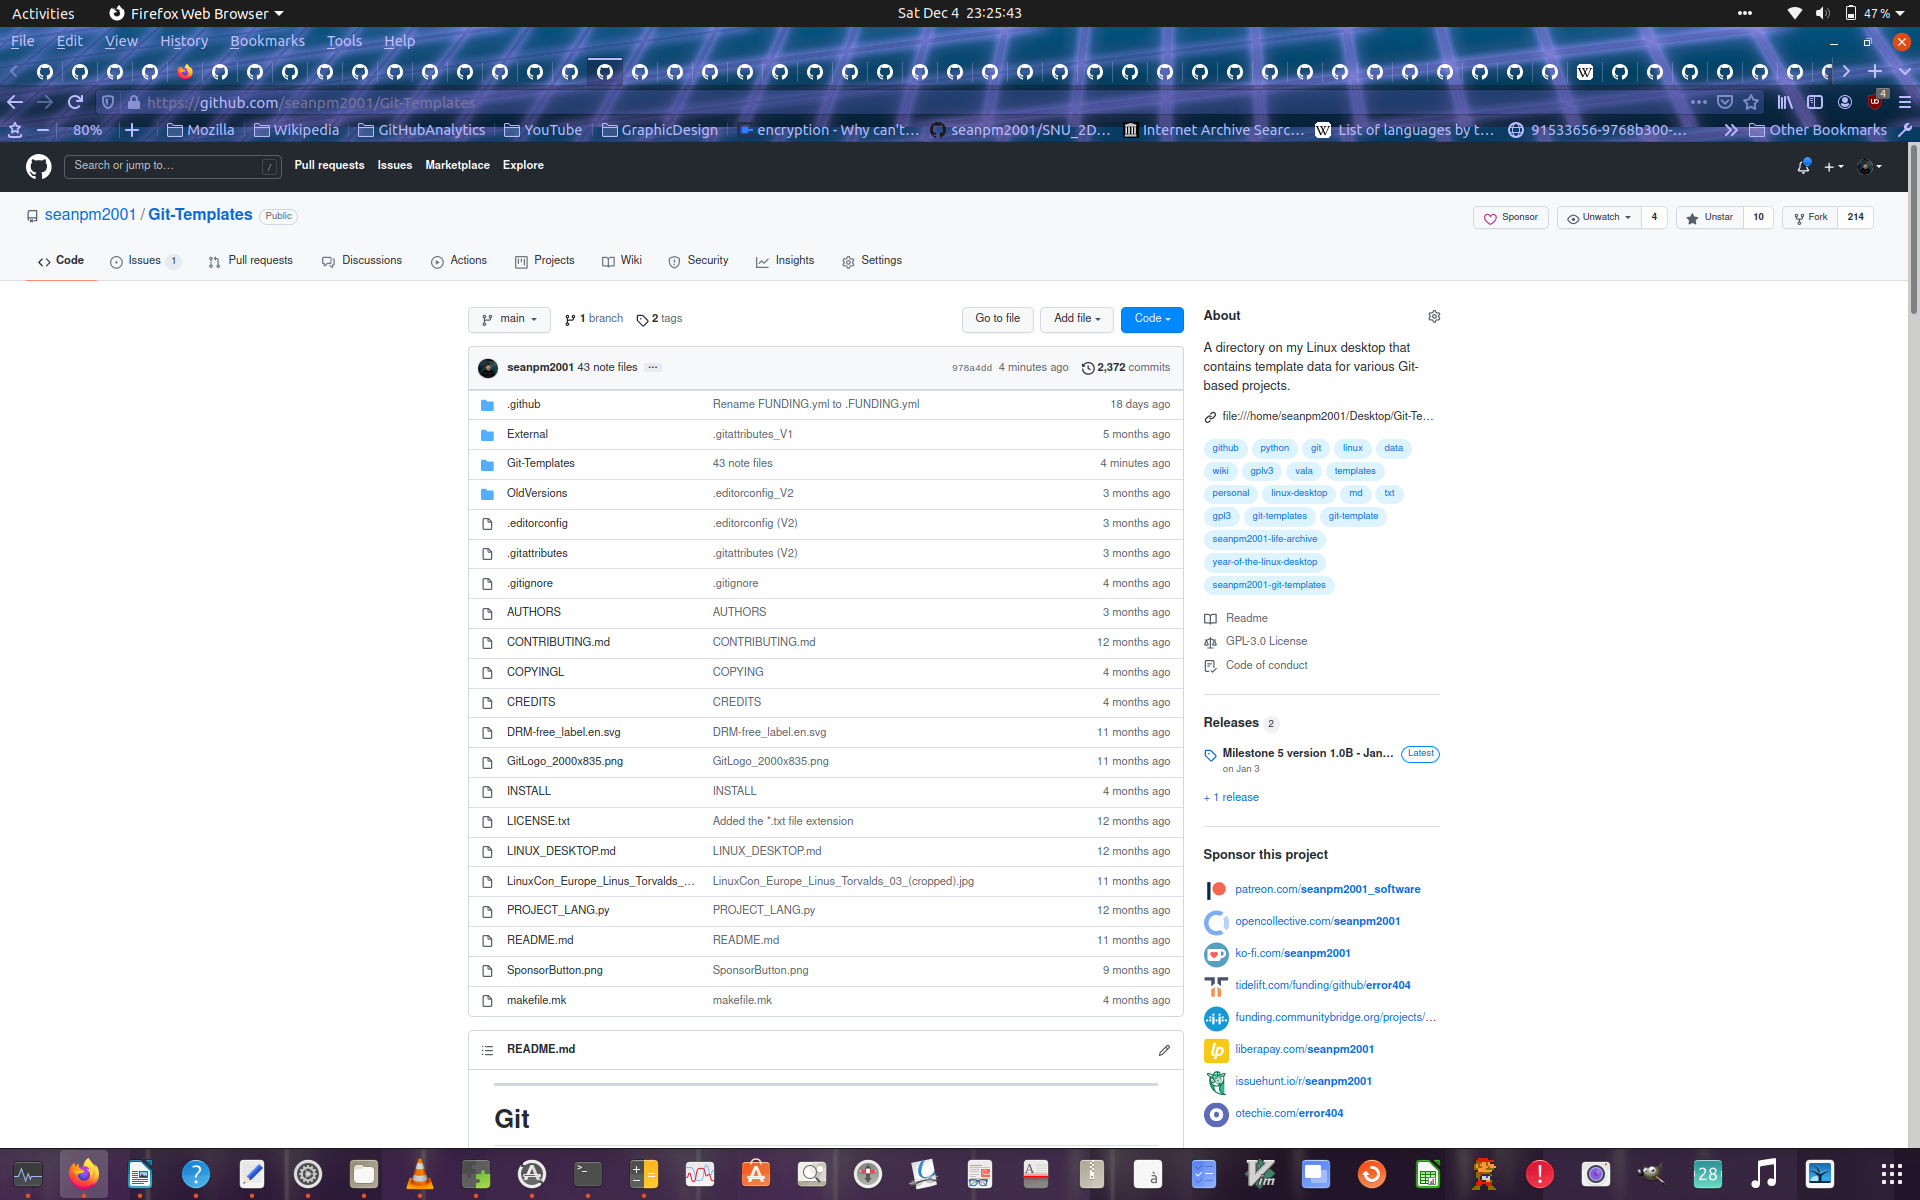 Activities Firefox Web Browser Sat Dec 4 23:25:43 47 %
File Edit View History Bookmarks Tools Help
https://github.com/seanpm2001/Git-Templates 4
80% Mozilla Wikipedia GitHubAnalytics YouTube GraphicDesign encryption - Why can't… seanpm2001/SNU_2D… Internet Archive Searc… List of languages by t… 91533656-9768b300-… Other Bookmarks
Search or jump to… / Pull requests Issues Marketplace Explore
seanpm2001 / Git-Templates Public Sponsor Unwatch 4 Unstar 10 Fork 214
Code Issues 1 Pull requests Discussions Actions Projects Wiki Security Insights Settings
main 1 branch 2 tags Go to file Add file Code
seanpm2001 43 note files … 978a4dd 4 minutes ago 2,372 commits
.github Rename FUNDING.yml to .FUNDING.yml 18 days ago
External .gitattributes_V1 5 months ago
Git-Templates 43 note files 4 minutes ago
OldVersions .editorconfig_V2 3 months ago
.editorconfig .editorconfig (V2) 3 months ago
.gitattributes .gitattributes (V2) 3 months ago
.gitignore .gitignore 4 months ago
AUTHORS AUTHORS 3 months ago
CONTRIBUTING.md CONTRIBUTING.md 12 months ago
COPYINGL COPYING 4 months ago
CREDITS CREDITS 4 months ago
DRM-free_label.en.svg DRM-free_label.en.svg 11 months ago
GitLogo_2000x835.png GitLogo_2000x835.png 11 months ago
INSTALL INSTALL 4 months ago
LICENSE.txt Added the *.txt file extension 12 months ago
LINUX_DESKTOP.md LINUX_DESKTOP.md 12 months ago
LinuxCon_Europe_Linus_Torvalds_… LinuxCon_Europe_Linus_Torvalds_03_(cropped).jpg 11 months ago
PROJECT_LANG.py PROJECT_LANG.py 12 months ago
README.md README.md 11 months ago
SponsorButton.png SponsorButton.png 9 months ago
makefile.mk makefile.mk 4 months ago
README.md
Git
About
A directory on my Linux desktop that
contains template data for various Git-
based projects.
file:///home/seanpm2001/Desktop/Git-Te…
github python git linux data
wiki gplv3 vala templates
personal linux-desktop md txt
gpl3 git-templates git-template
seanpm2001-life-archive
year-of-the-linux-desktop
seanpm2001-git-templates
Readme
GPL-3.0 License
Code of conduct
Releases 2
Milestone 5 version 1.0B - Jan… Latest
on Jan 3
+ 1 release
Sponsor this project
patreon.com/seanpm2001_software
opencollective.com/seanpm2001
ko-fi.com/seanpm2001
tidelift.com/funding/github/error404
funding.communitybridge.org/projects/…
lp liberapay.com/seanpm2001
issuehunt.io/r/seanpm2001
otechie.com/error404
28